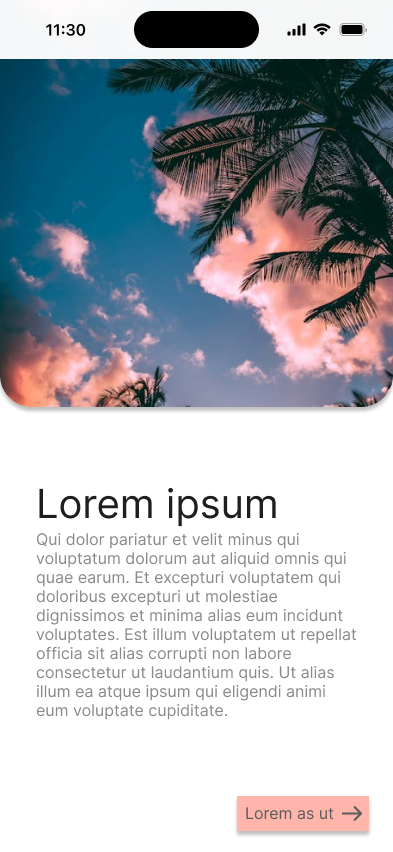 11:30
Lorem ipsum
Qui dolor pariatur et velit minus qui
voluptatum dolorum aut aliquid omnis qui
quae earum. Et excepturi voluptatem qui
doloribus excepturi ut molestiae
dignissimos et minima alias eum incidunt
voluptates. Est illum voluptatem ut repellat
officia sit alias corrupti non labore
consectetur ut laudantium quis. Ut alias
illum ea atque ipsum qui eligendi animi
eum voluptate cupiditate.
Lorem as ut